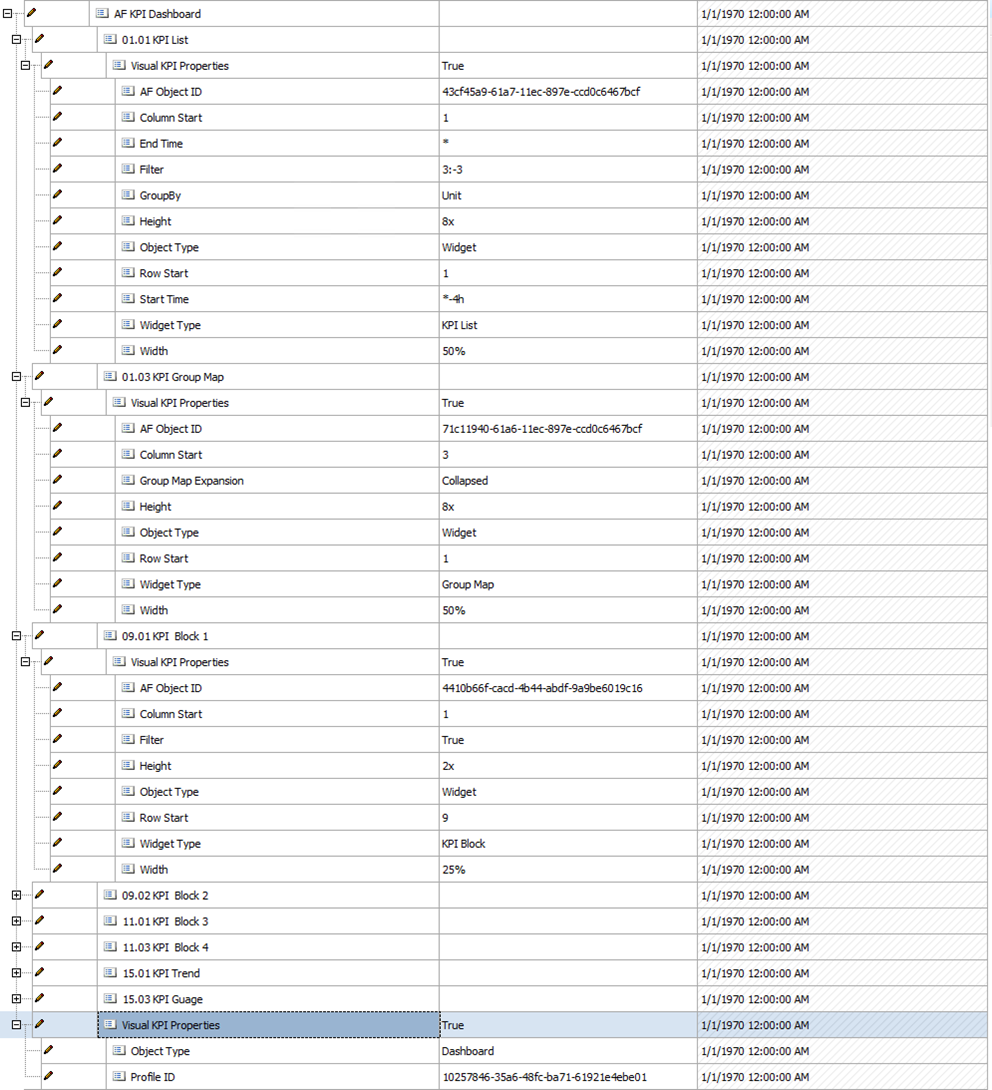 AF KPI Dashboard 1/1/1970 12:00:00 AM
01.01 KPI List 1/1/1970 12:00:00 AM
Visual KPI Properties True 1/1/1970 12:00:00 AM
AF Object ID 43cf45a9-61a7-11ec-897e-ccd0c6467bcf 1/1/1970 12:00:00 AM
Column Start 1 1/1/1970 12:00:00 AM
End Time * 1/1/1970 12:00:00 AM
Filter 3:-3 1/1/1970 12:00:00 AM
GroupBy Unit 1/1/1970 12:00:00 AM
Height 8x 1/1/1970 12:00:00 AM
Object Type Widget 1/1/1970 12:00:00 AM
Row Start 1 1/1/1970 12:00:00 AM
Start Time *-4h 1/1/1970 12:00:00 AM
Widget Type KPI List 1/1/1970 12:00:00 AM
Width 50% 1/1/1970 12:00:00 AM
01.03 KPI Group Map 1/1/1970 12:00:00 AM
Visual KPI Properties True 1/1/1970 12:00:00 AM
AF Object ID 71c11940-61a6-11ec-897e-ccd0c6467bcf 1/1/1970 12:00:00 AM
Column Start 3 1/1/1970 12:00:00 AM
Group Map Expansion Collapsed 1/1/1970 12:00:00 AM
Height 8x 1/1/1970 12:00:00 AM
Object Type Widget 1/1/1970 12:00:00 AM
Row Start 1 1/1/1970 12:00:00 AM
Widget Type Group Map 1/1/1970 12:00:00 AM
Width 50% 1/1/1970 12:00:00 AM
09.01 KPI Block 1 1/1/1970 12:00:00 AM
Visual KPI Properties True 1/1/1970 12:00:00 AM
AF Object ID 4410b66f-cacd-4b44-abdf-9a9be6019c16 1/1/1970 12:00:00 AM
Column Start 1 1/1/1970 12:00:00 AM
Filter True 1/1/1970 12:00:00 AM
Height 2x 1/1/1970 12:00:00 AM
Object Type Widget 1/1/1970 12:00:00 AM
Row Start 9 1/1/1970 12:00:00 AM
Widget Type KPI Block 1/1/1970 12:00:00 AM
Width 25% 1/1/1970 12:00:00 AM
09.02 KPI Block 2 1/1/1970 12:00:00 AM
11.01 KPI Block 3 1/1/1970 12:00:00 AM
11.03 KPI Block 4 1/1/1970 12:00:00 AM
15.01 KPI Trend 1/1/1970 12:00:00 AM
15.03 KPI Guage 1/1/1970 12:00:00 AM
Visual KPI Properties True 1/1/1970 12:00:00 AM
Object Type Dashboard 1/1/1970 12:00:00 AM
Profile ID 10257846-35a6-48fc-ba71-61921e4ebe01 1/1/1970 12:00:00 AM